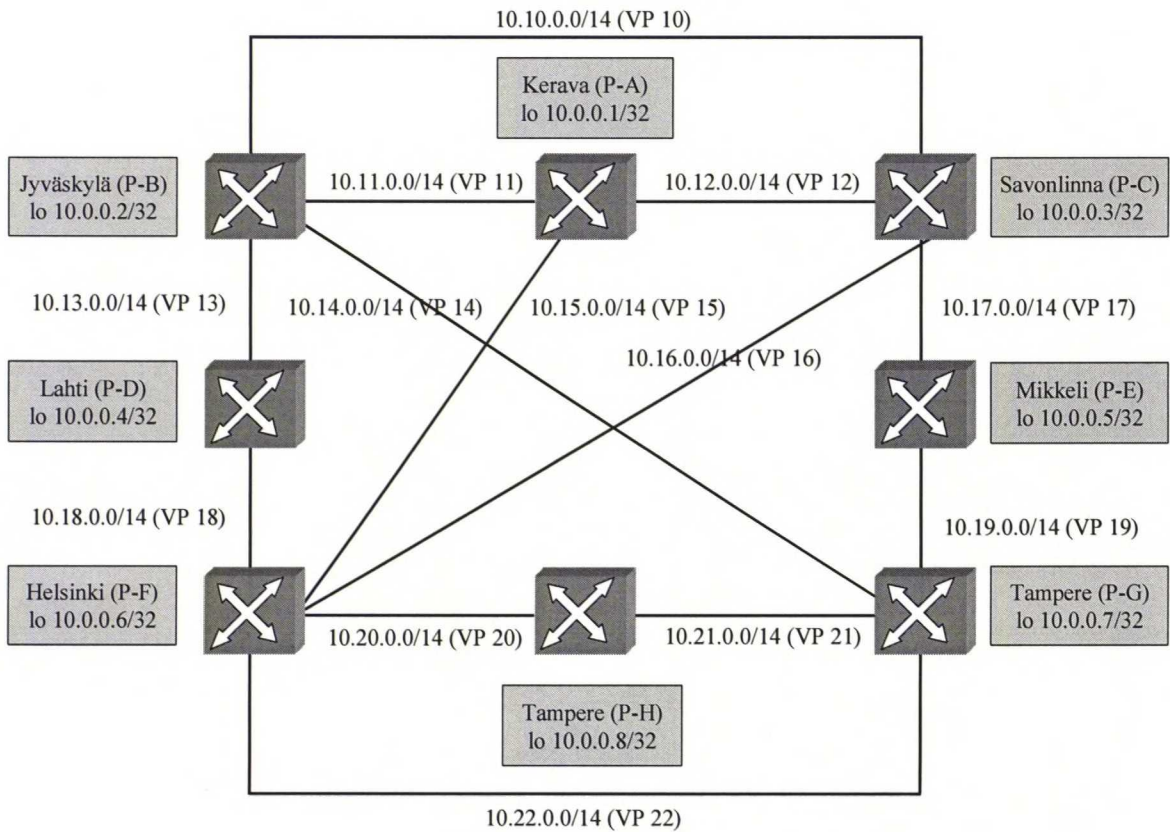 10.10.0.0/14 (VP 10)
Kerava (P-A)
lo 10.0.0.1/32
Jyväskylä (P-B)
lo 10.0.0.2/32
10.11.0.0/14 (VP 11)
10.12.0.0/14 (VP 12)
Savonlinna (P-C)
lo 10.0.0.3/32
10.13.0.0/14 (VP 13)
10.14.0.0/14 (VP 14)
10.15.0.0/14 (VP 15)
10.17.0.0/14 (VP 17)
10.16.0.0/14 (VP 16)
Lahti (P-D)
lo 10.0.0.4/32
Mikkeli (P-E)
lo 10.0.0.5/32
10.18.0.0/14 (VP 18)
10.19.0.0/14 (VP 19)
Helsinki (P-F)
lo 10.0.0.6/32
Tampere (P-G)
lo 10.0.0.7/32
10.20.0.0/14 (VP 20)
10.21.0.0/14 (VP 21)
Tampere (P-H)
lo 10.0.0.8/32
10.22.0.0/14 (VP 22)